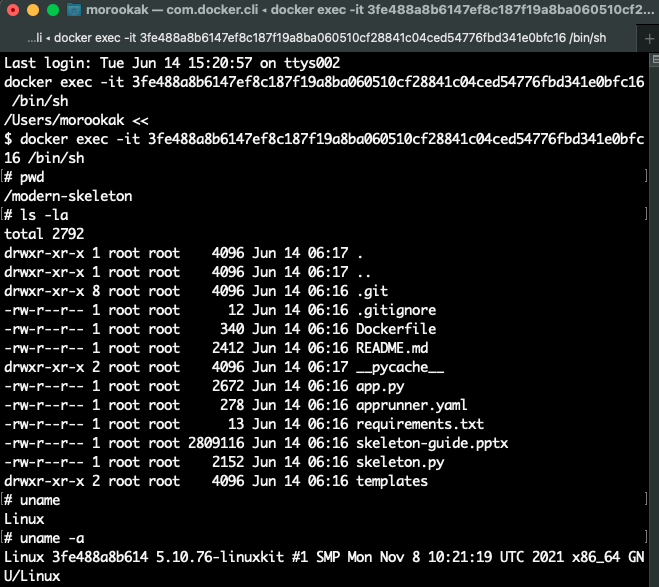 morookak — com.docker.cli ◂ docker exec -it 3fe488a8b6147ef8c187f19a8ba060510cf2...
...li ◂ docker exec -it 3fe488a8b6147ef8c187f19a8ba060510cf28841c04ced54776fbd341e0bfc16 /bin/sh +
Last login: Tue Jun 14 15:20:57 on ttys002
docker exec -it 3fe488a8b6147ef8c187f19a8ba060510cf28841c04ced54776fbd341e0bfc16
 /bin/sh
/Users/morookak <<
$ docker exec -it 3fe488a8b6147ef8c187f19a8ba060510cf28841c04ced54776fbd341e0bfc
16 /bin/sh
[# pwd ]
/modern-skeleton
[# ls -la ]
total 2792
drwxr-xr-x 1 root root    4096 Jun 14 06:17 .
drwxr-xr-x 1 root root    4096 Jun 14 06:17 ..
drwxr-xr-x 8 root root    4096 Jun 14 06:16 .git
-rw-r--r-- 1 root root      12 Jun 14 06:16 .gitignore
-rw-r--r-- 1 root root     340 Jun 14 06:16 Dockerfile
-rw-r--r-- 1 root root    2412 Jun 14 06:16 README.md
drwxr-xr-x 2 root root    4096 Jun 14 06:17 __pycache__
-rw-r--r-- 1 root root    2672 Jun 14 06:16 app.py
-rw-r--r-- 1 root root     278 Jun 14 06:16 apprunner.yaml
-rw-r--r-- 1 root root      13 Jun 14 06:16 requirements.txt
-rw-r--r-- 1 root root 2809116 Jun 14 06:16 skeleton-guide.pptx
-rw-r--r-- 1 root root    2152 Jun 14 06:16 skeleton.py
drwxr-xr-x 2 root root    4096 Jun 14 06:16 templates
[# uname ]
Linux
[# uname -a ]
Linux 3fe488a8b614 5.10.76-linuxkit #1 SMP Mon Nov 8 10:21:19 UTC 2021 x86_64 GN
U/Linux